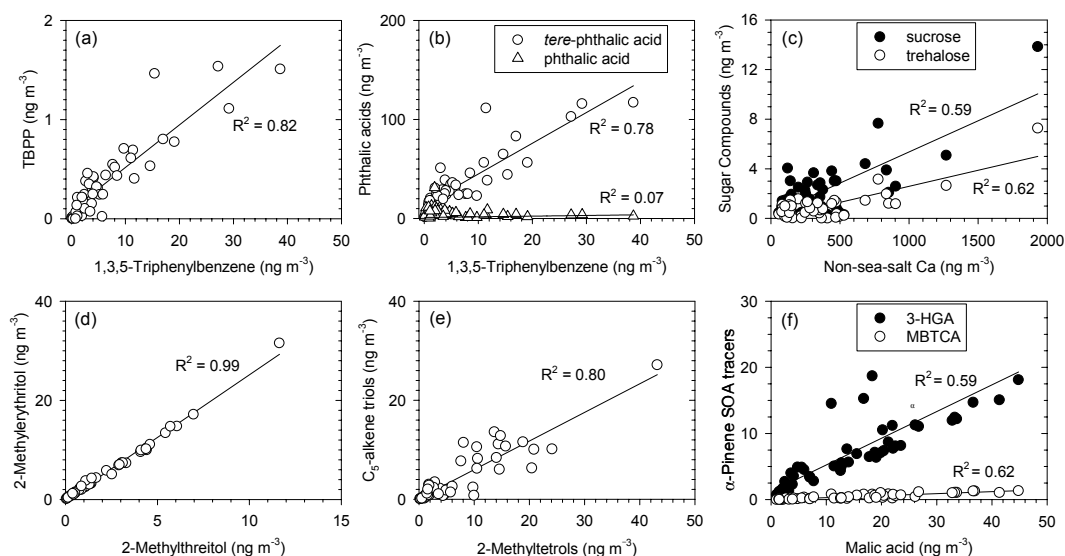 (a)
TBPP (ng m-3)
2
1
0
R2 = 0.82
0 10 20 30 40 50
1,3,5-Triphenylbenzene (ng m-3)
(b)
tere-phthalic acid
phthalic acid
Phthalic acids (ng m-3)
200
150
100
50
0
R2 = 0.78
R2 = 0.07
0 10 20 30 40 50
1,3,5-Triphenylbenzene (ng m-3)
(c)
sucrose
trehalose
Sugar Compounds (ng m-3)
16
12
8
4
0
R2 = 0.59
R2 = 0.62
0 500 1000 1500 2000
Non-sea-salt Ca (ng m-3)
(d)
2-Methylerythritol (ng m-3)
40
20
0
R2 = 0.99
0 5 10 15
2-Methylthreitol (ng m-3)
(e)
C5-alkene triols (ng m-3)
40
20
0
R2 = 0.80
0 10 20 30 40 50
2-Methyltetrols (ng m-3)
(f)
3-HGA
MBTCA
α-Pinene SOA tracers
40
30
20
10
0
R2 = 0.59
α
R2 = 0.62
0 10 20 30 40 50
Malic acid (ng m-3)